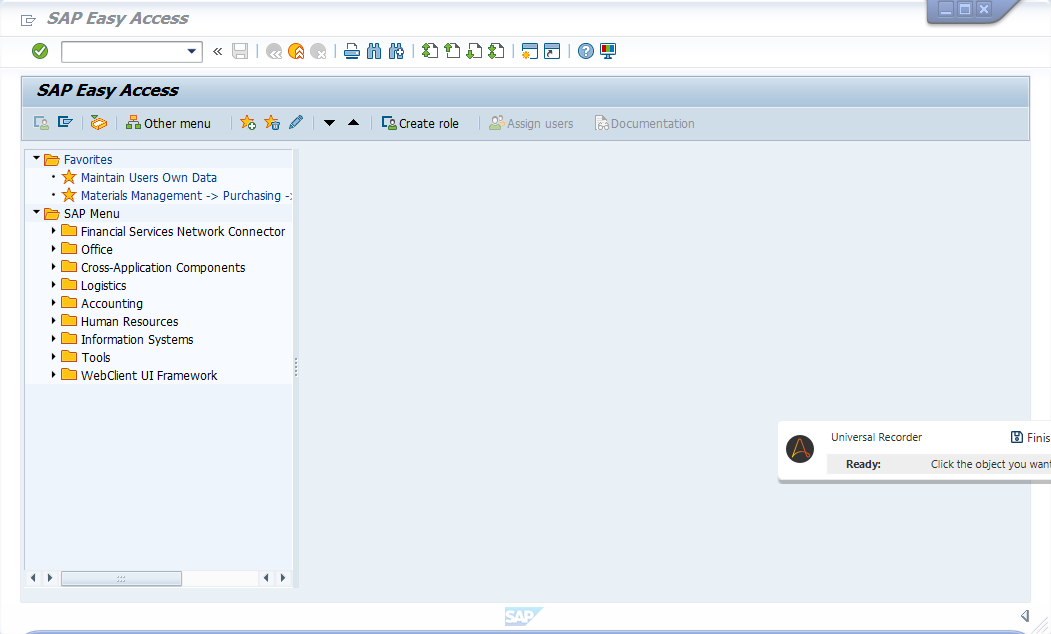 SAP Easy Access
SAP Easy Access
Other menu
Create role
Assign users
Documentation
Favorites
Maintain Users Own Data
Materials Management -> Purchasing -
SAP Menu
Financial Services Network Connector
Office
Cross-Application Components
Logistics
Accounting
Human Resources
Information Systems
Tools
WebClient UI Framework
Universal Recorder
Finis
Ready:
Click the object you want
SAP